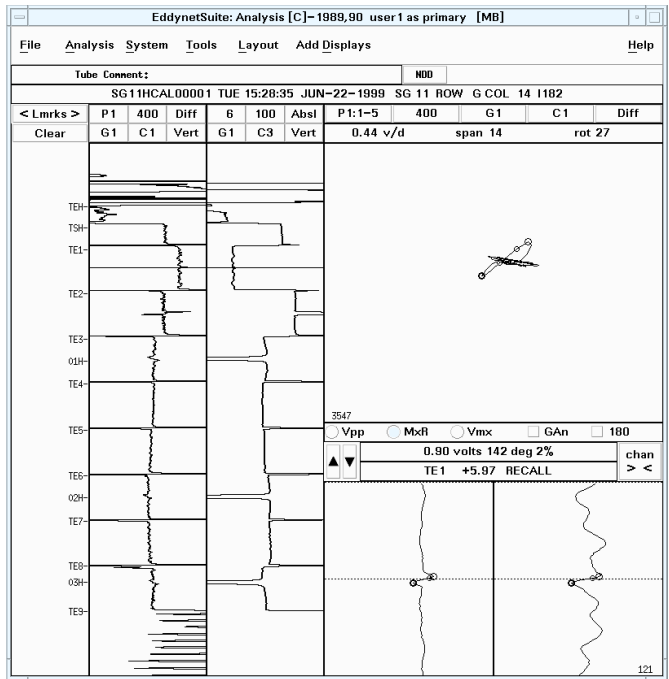 EddynetSuite: Analysis [C]-1989,90 user1 as primary [MB]
File Analysis System Tools Layout Add Displays Help
Tube Comment: NDD
SG11HCAL00001 TUE 15:28:35 JUN-22-1999 SG 11 ROW G COL 14 I182
< Lmrks > P1 400 Diff 6 100 Absl P1:1-5 400 G1 C1 Diff
Clear G1 C1 Vert G1 C3 Vert 0.44 v/d span 14 rot 27
TEH
TSH
TE1
TE2
TE3
01H
TE4
TE5
TE6
02H
TE7
TE8
03H
TE9
3547
Vpp MxR Vmx GAn 180
0.90 volts 142 deg 2% chan
TE1 +5.97 RECALL > <
121